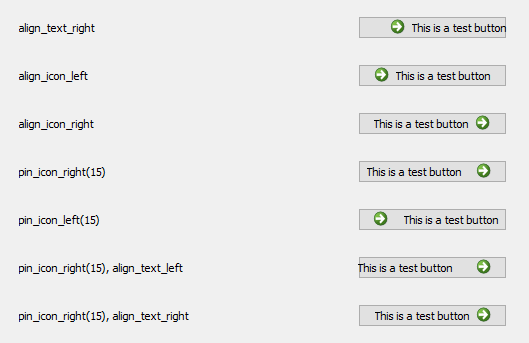 align_text_right This is a test button
align_icon_left This is a test button
align_icon_right This is a test button
pin_icon_right(15) This is a test button
pin_icon_left(15) This is a test button
pin_icon_right(15), align_text_left This is a test button
pin_icon_right(15), align_text_right This is a test button